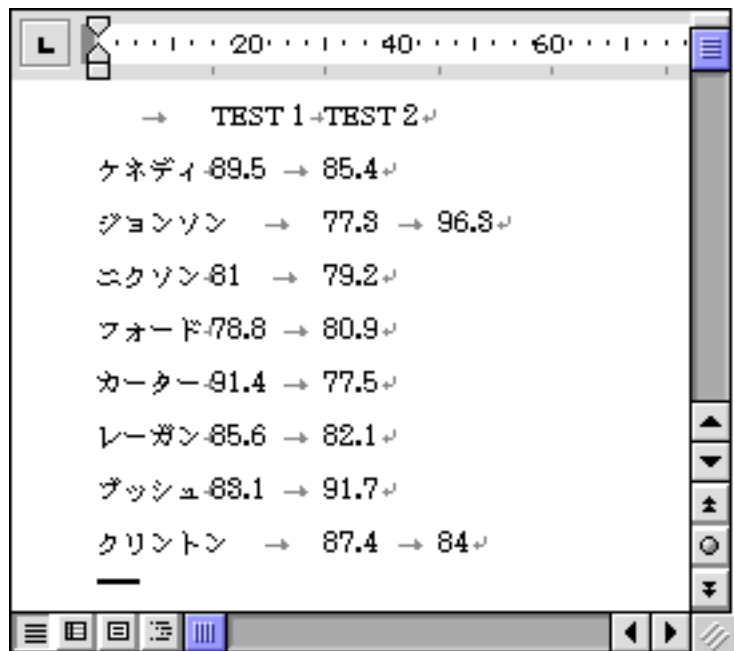 20 40 60
TEST 1 TEST 2
ケネディ 89.5 85.4
ジョンソン 77.3 96.3
ニクソン 81 79.2
フォード 78.8 80.9
カーター 91.4 77.5
レーガン 85.6 82.1
ブッシュ 83.1 91.7
クリントン 87.4 84